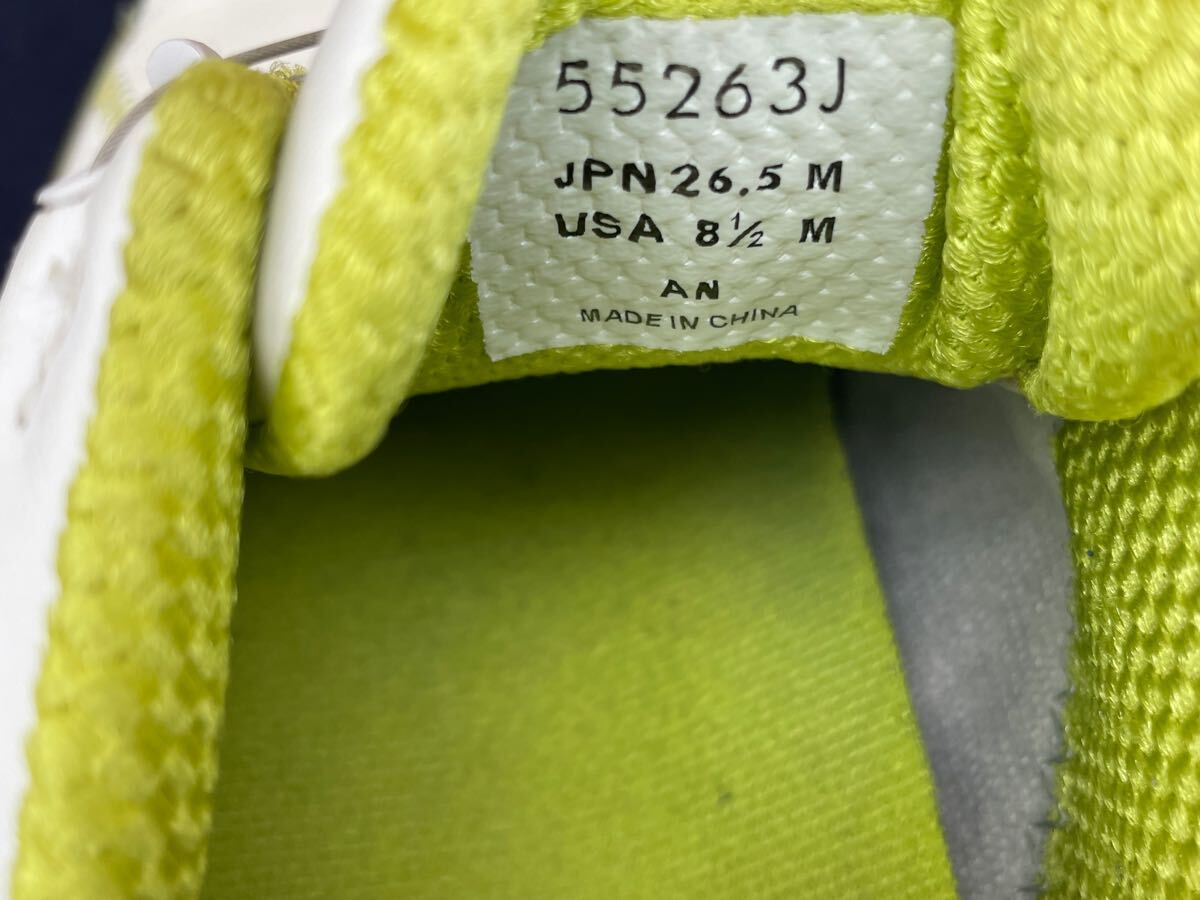 55263J
JPN 26.5 M
USA 8½ M
AN
MADE IN CHINA